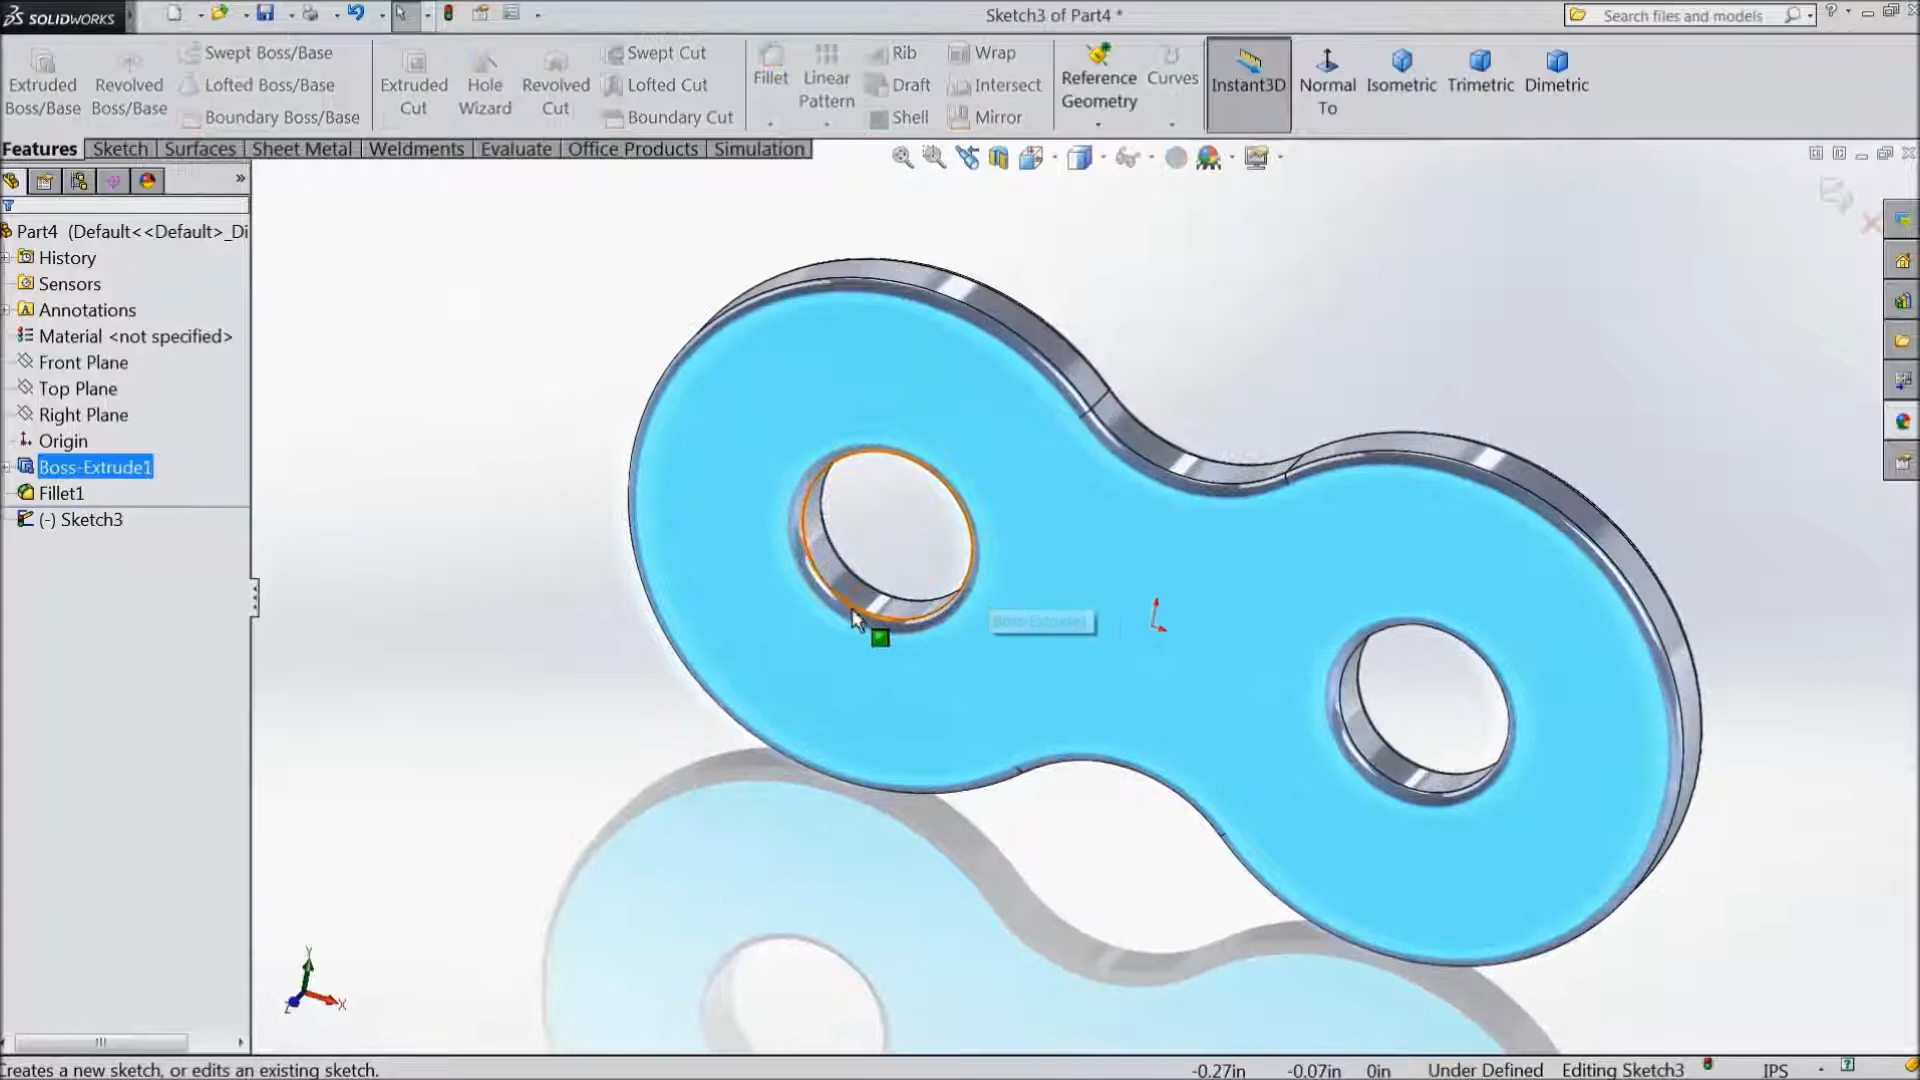 SOLIDWORKS
Sketch3 of Part4 *
Search files and models
Extruded Boss/Base
Revolved Boss/Base
Swept Boss/Base
Lofted Boss/Base
Boundary Boss/Base
Extruded Cut
Hole Wizard
Revolved Cut
Swept Cut
Lofted Cut
Boundary Cut
Fillet
Linear Pattern
Rib
Draft
Shell
Wrap
Intersect
Mirror
Reference Geometry
Curves
Instant3D
Normal To
Isometric
Trimetric
Dimetric
Features
Sketch
Surfaces
Sheet Metal
Weldments
Evaluate
Office Products
Simulation
Part4 (Default<<Default>_Di
History
Sensors
Annotations
Material <not specified>
Front Plane
Top Plane
Right Plane
Origin
Boss-Extrude1
Fillet1
(-) Sketch3
Boss-Extrude1
Y
X
Z
Creates a new sketch, or edits an existing sketch.
-0.27in
-0.07in
0in
Under Defined
Editing Sketch3
IPS